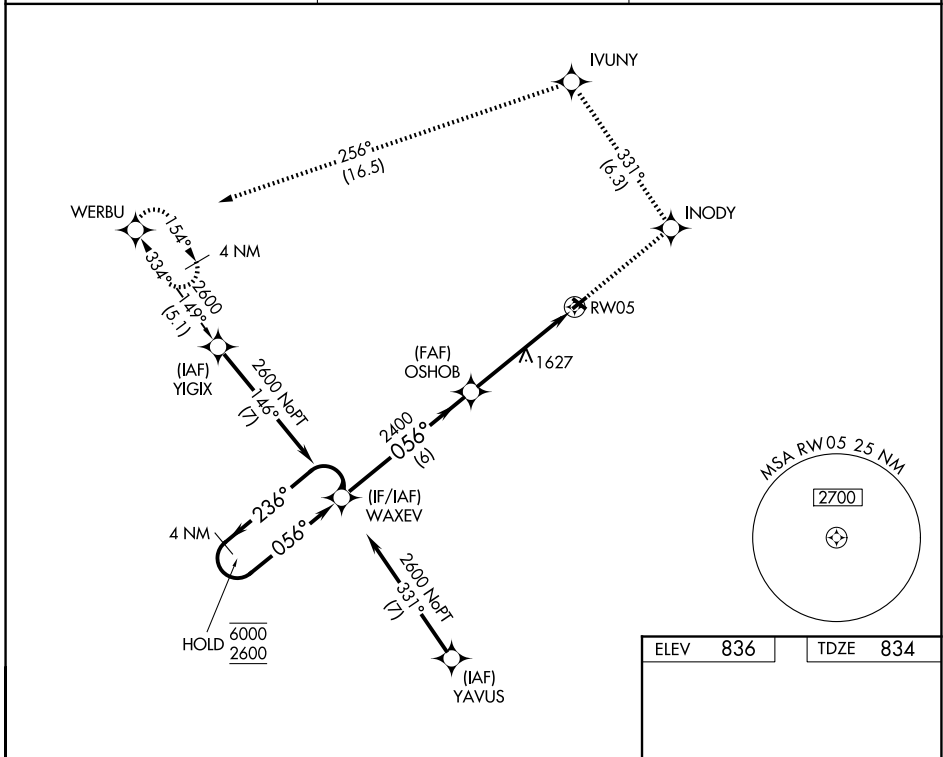 IVUNY
256°
(16.5)
331°
(6.3)
WERBU
154°
4 NM
INODY
334°
2600
149°
(5.1)
RW05
(IAF)
YIGIX
(FAF)
OSHOB
1627
2600 NoPT
146°
(7)
2400
056°
(6)
MSA RW05 25 NM
2700
236°
(IF/IAF)
WAXEV
4 NM
056°
2600 NoPT
331°
(7)
HOLD
6000
2600
(IAF)
YAVUS
ELEV 836
TDZE 834